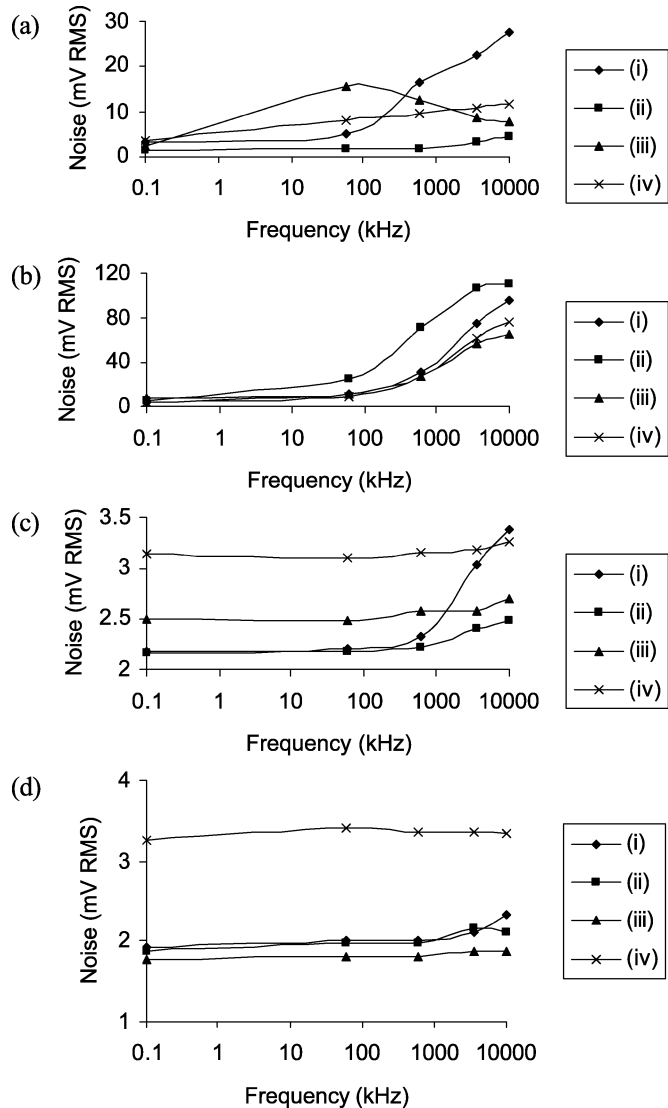 (a)
Noise (mV RMS)
30
20
10
0
0.1 1 10 100 1000 10000
Frequency (kHz)
(i)
(ii)
(iii)
(iv)
(b)
Noise (mV RMS)
120
80
40
0
0.1 1 10 100 1000 10000
Frequency (kHz)
(i)
(ii)
(iii)
(iv)
(c)
Noise (mV RMS)
3.5
3
2.5
2
0.1 1 10 100 1000 10000
Frequency (kHz)
(i)
(ii)
(iii)
(iv)
(d)
Noise (mV RMS)
4
3
2
1
0.1 1 10 100 1000 10000
Frequency (kHz)
(i)
(ii)
(iii)
(iv)